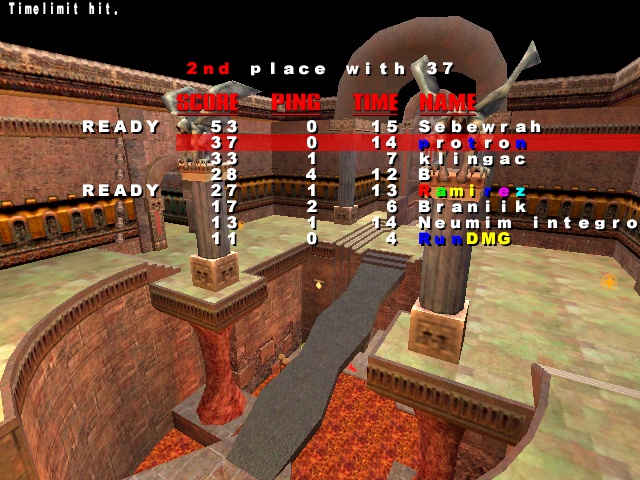 Timelimit hit.
2nd place with 37
SCORE PING TIME NAME
READY 53 0 15 Sebewrah
37 0 14 protron
33 1 7 klingac
28 4 12 B
READY 27 1 13 Ramirez
17 2 6 Braniik
13 1 14 Neumim integro
11 0 4 RunDMG